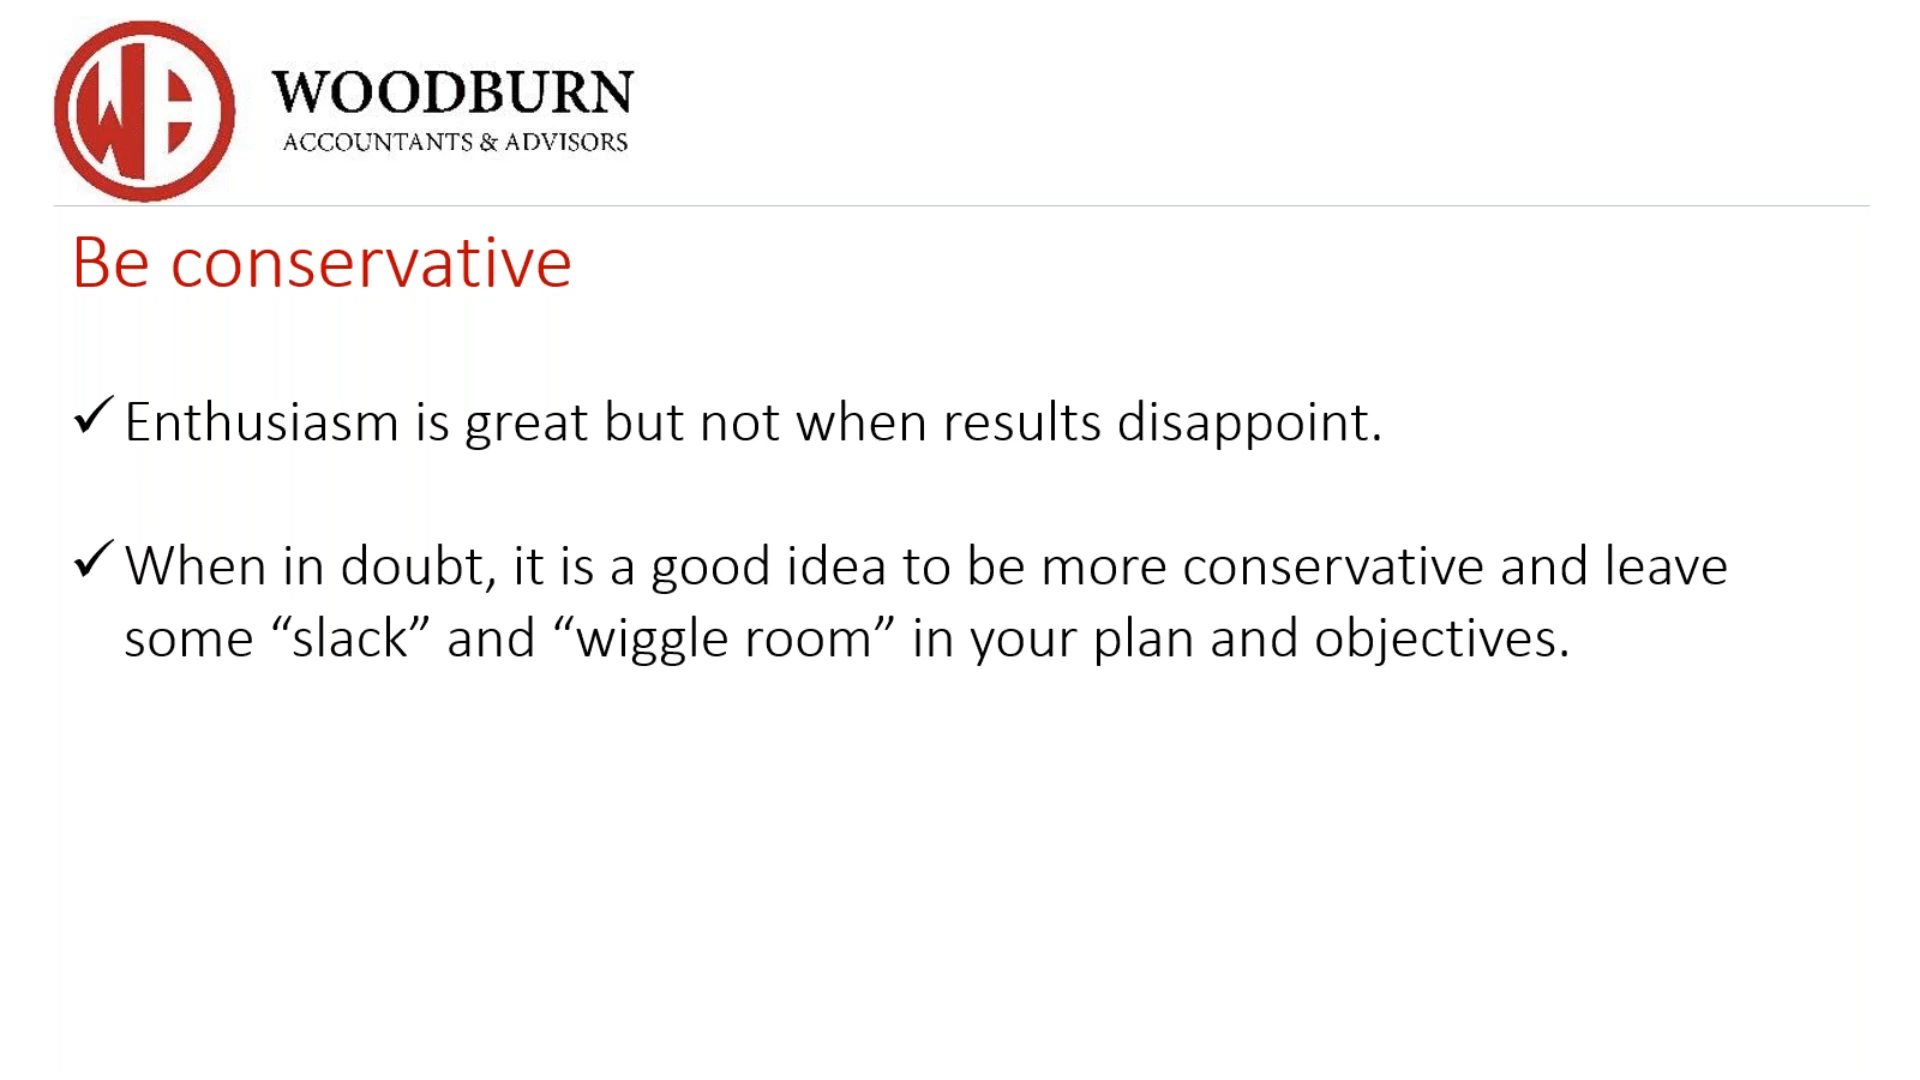 WOODBURN
ACCOUNTANTS & ADVISORS
Be conservative
✓ Enthusiasm is great but not when results disappoint.
✓ When in doubt, it is a good idea to be more conservative and leave
some “slack” and “wiggle room” in your plan and objectives.